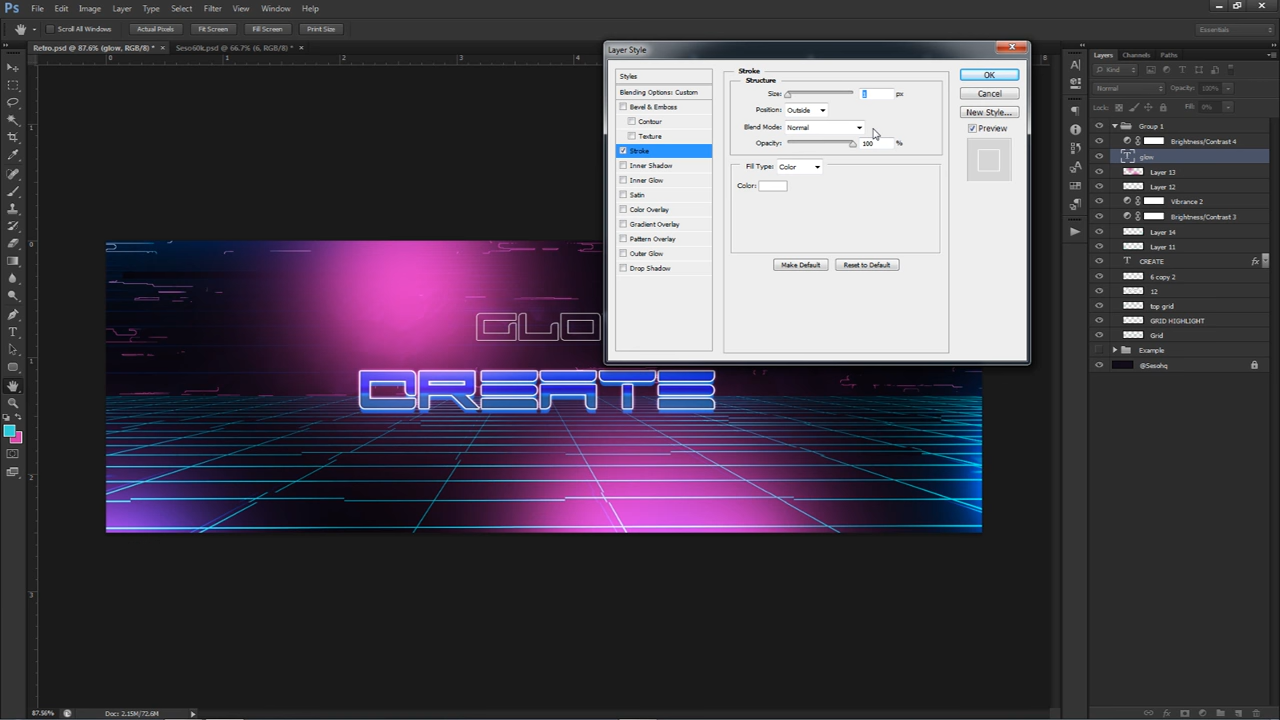 Ps File Edit Image Layer Type Select Filter View Window Help
Scroll All Windows Actual Pixels Fit Screen Fill Screen Print Size Essentials
Retro.psd @ 87.6% (glow, RGB/8) * × Seso60k.psd @ 66.7% (6, RGB/8) * ×
Layer Style
Styles
Blending Options: Custom
Bevel & Emboss
Contour
Texture
Stroke
Inner Shadow
Inner Glow
Satin
Color Overlay
Gradient Overlay
Pattern Overlay
Outer Glow
Drop Shadow
Stroke
Structure
Size: 1 px
Position: Outside
Blend Mode: Normal
Opacity: 100 %
Fill Type: Color
Color:
Make Default Reset to Default
OK
Cancel
New Style...
Preview
Layers Channels Paths
Kind
Normal Opacity: 100%
Lock: Fill: 0%
Group 1
Brightness/Contrast 4
glow
Layer 13
Layer 12
Vibrance 2
Brightness/Contrast 3
Layer 14
Layer 11
CREATE fx
6 copy 2
12
top grid
GRID HIGHLIGHT
Grid
Example
@Sesohq
GLO
CREATE
87.56% Doc: 2.15M/72.6M